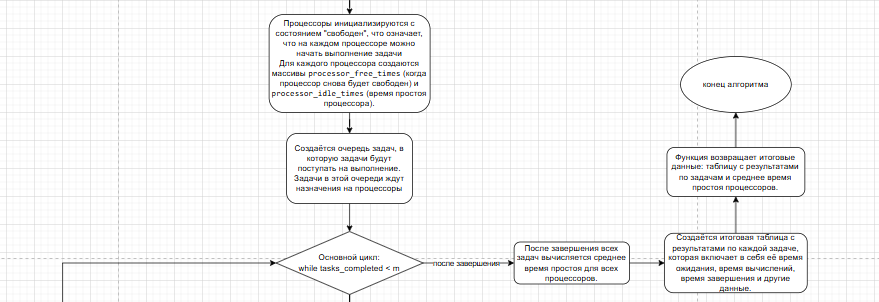 Процессоры инициализируются с
состоянием "свободен", что означает,
что на каждом процессоре можно
начать выполнение задачи
Для каждого процессора создаются
массивы processor_free_times (когда
процессор снова будет свободен) и
processor_idle_times (время простоя
процессора).
Создаётся очередь задач, в
которую задачи будут
поступать на выполнение.
Задачи в этой очереди ждут
назначения на процессоры
Основной цикл:
while tasks_completed < m
после завершения
После завершения всех
задач вычисляется среднее
время простоя для всех
процессоров.
Создаётся итоговая таблица с
результатами по каждой задаче,
которая включает в себя её время
ожидания, время вычислений,
время завершения и другие
данные.
Функция возвращает итоговые
данные: таблицу с результатами
по задачам и среднее время
простоя процессоров.
конец алгоритма